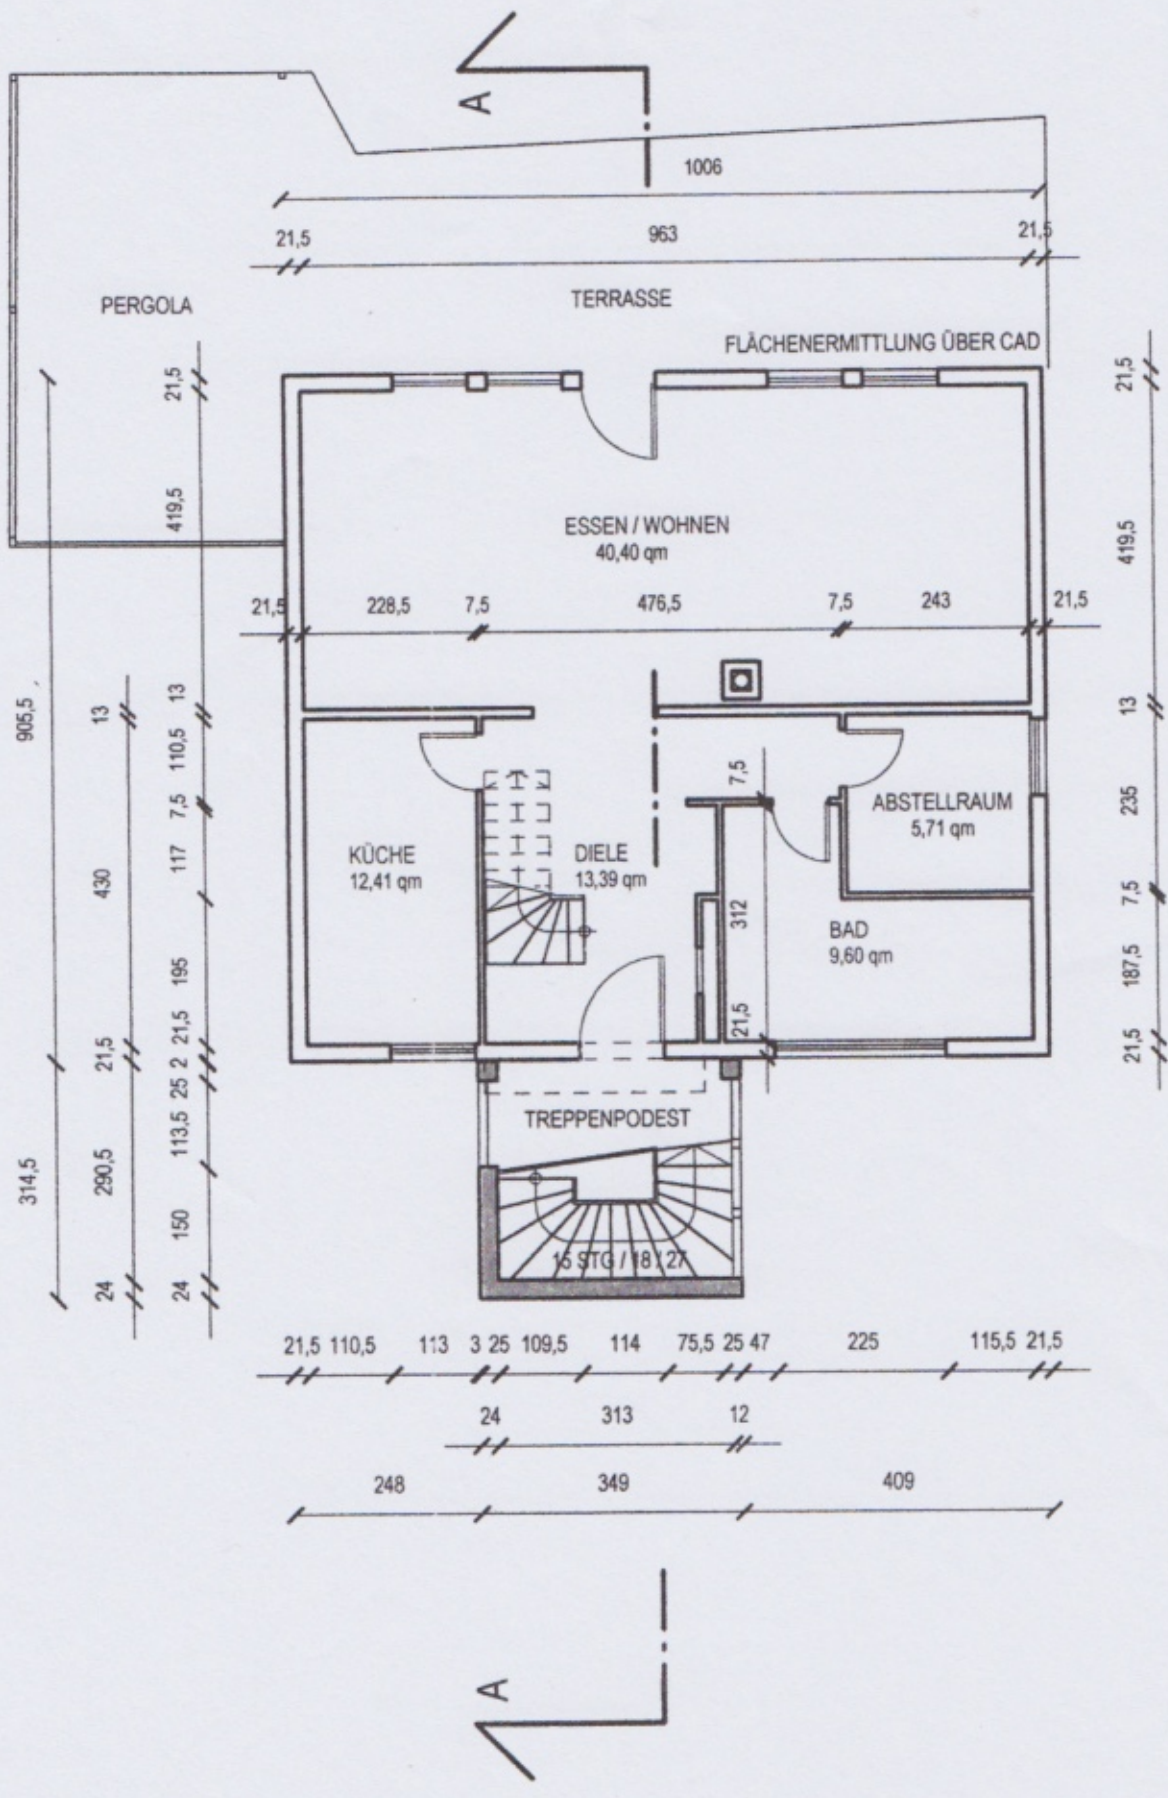 A
1006
21,5 963 21,5
PERGOLA
TERRASSE
FLÄCHENERMITTLUNG ÜBER CAD
21,5
21,5
419,5
419,5
ESSEN / WOHNEN
40,40 qm
21,5 228,5 7,5 476,5 7,5 243 21,5
905,5
13
13
13
110,5
7,5
7,5
235
ABSTELLRAUM
5,71 qm
KÜCHE
12,41 qm
DIELE
13,39 qm
117
430
312
7,5
BAD
9,60 qm
195
187,5
21,5
21,5
21,5
21,5
2
25
TREPPENPODEST
113,5
290,5
314,5
150
15 STG / 18 / 27
24
24
21,5 110,5 113 3 25 109,5 114 75,5 25 47 225 115,5 21,5
24 313 12
248 349 409
A